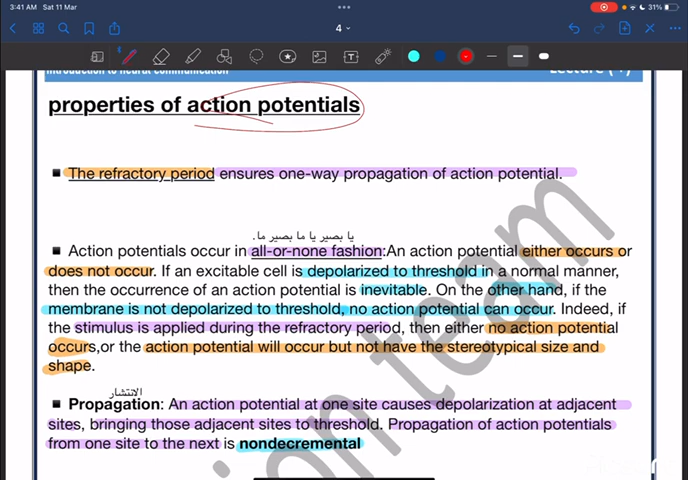 3:41 AM Sat 11 Mar
31%
4
Introduction to neural communication
properties of action potentials
The refractory period ensures one-way propagation of action potential.
يا بصير يا ما بصير ما.
Action potentials occur in all-or-none fashion:An action potential either occurs or
does not occur. If an excitable cell is depolarized to threshold in a normal manner,
then the occurrence of an action potential is inevitable. On the other hand, if the
membrane is not depolarized to threshold, no action potential can occur. Indeed, if
the stimulus is applied during the refractory period, then either no action potential
occurs,or the action potential will occur but not have the stereotypical size and
shape.
الانتشار
Propagation: An action potential at one site causes depolarization at adjacent
sites, bringing those adjacent sites to threshold. Propagation of action potentials
from one site to the next is nondecremental
team